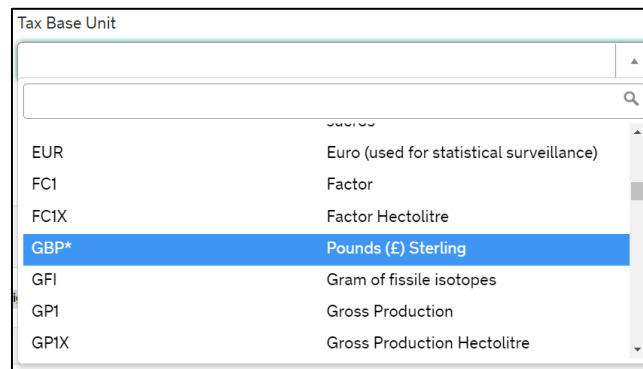 Tax Base Unit
EUR Euro (used for statistical surveillance)
FC1 Factor
FC1X Factor Hectolitre
GBP* Pounds (£) Sterling
GFI Gram of fissile isotopes
GP1 Gross Production
GP1X Gross Production Hectolitre